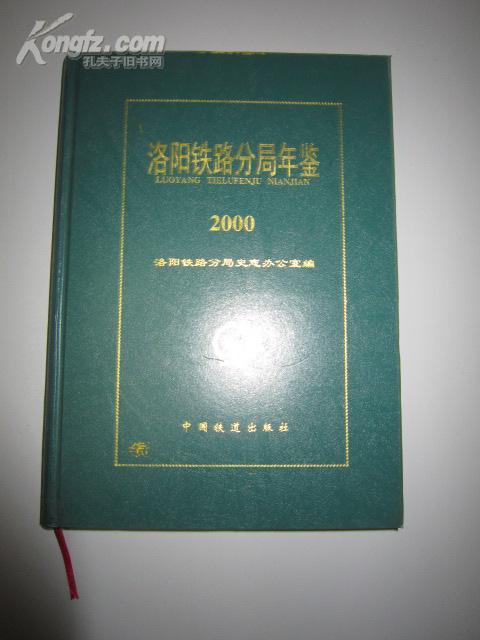 Kongfz.com
孔夫子旧书网
洛阳铁路分局年鉴
LUOYANG TIELUFENJU NIANJIAN
2000
洛阳铁路分局史志办公室编
中国铁道出版社